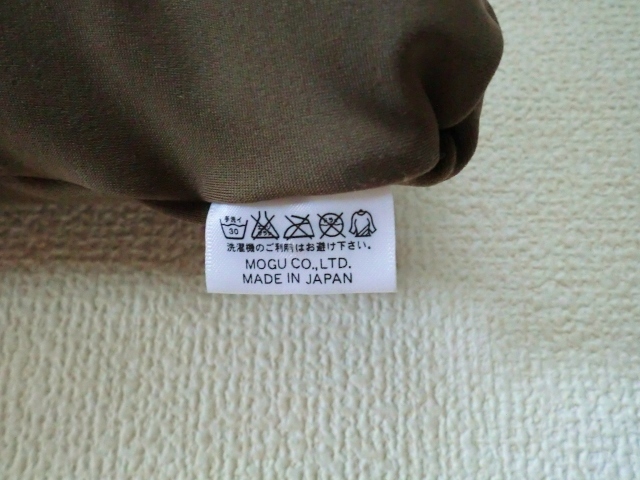 手洗イ
30
洗濯機のご利用はお避け下さい。
MOGU CO.,LTD.
MADE IN JAPAN